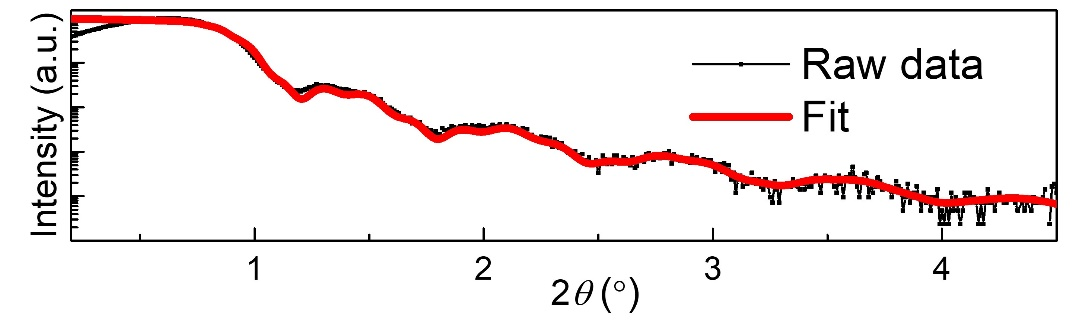 Intensity (a.u.)
Raw data
Fit
1 2 3 4
2θ (°)